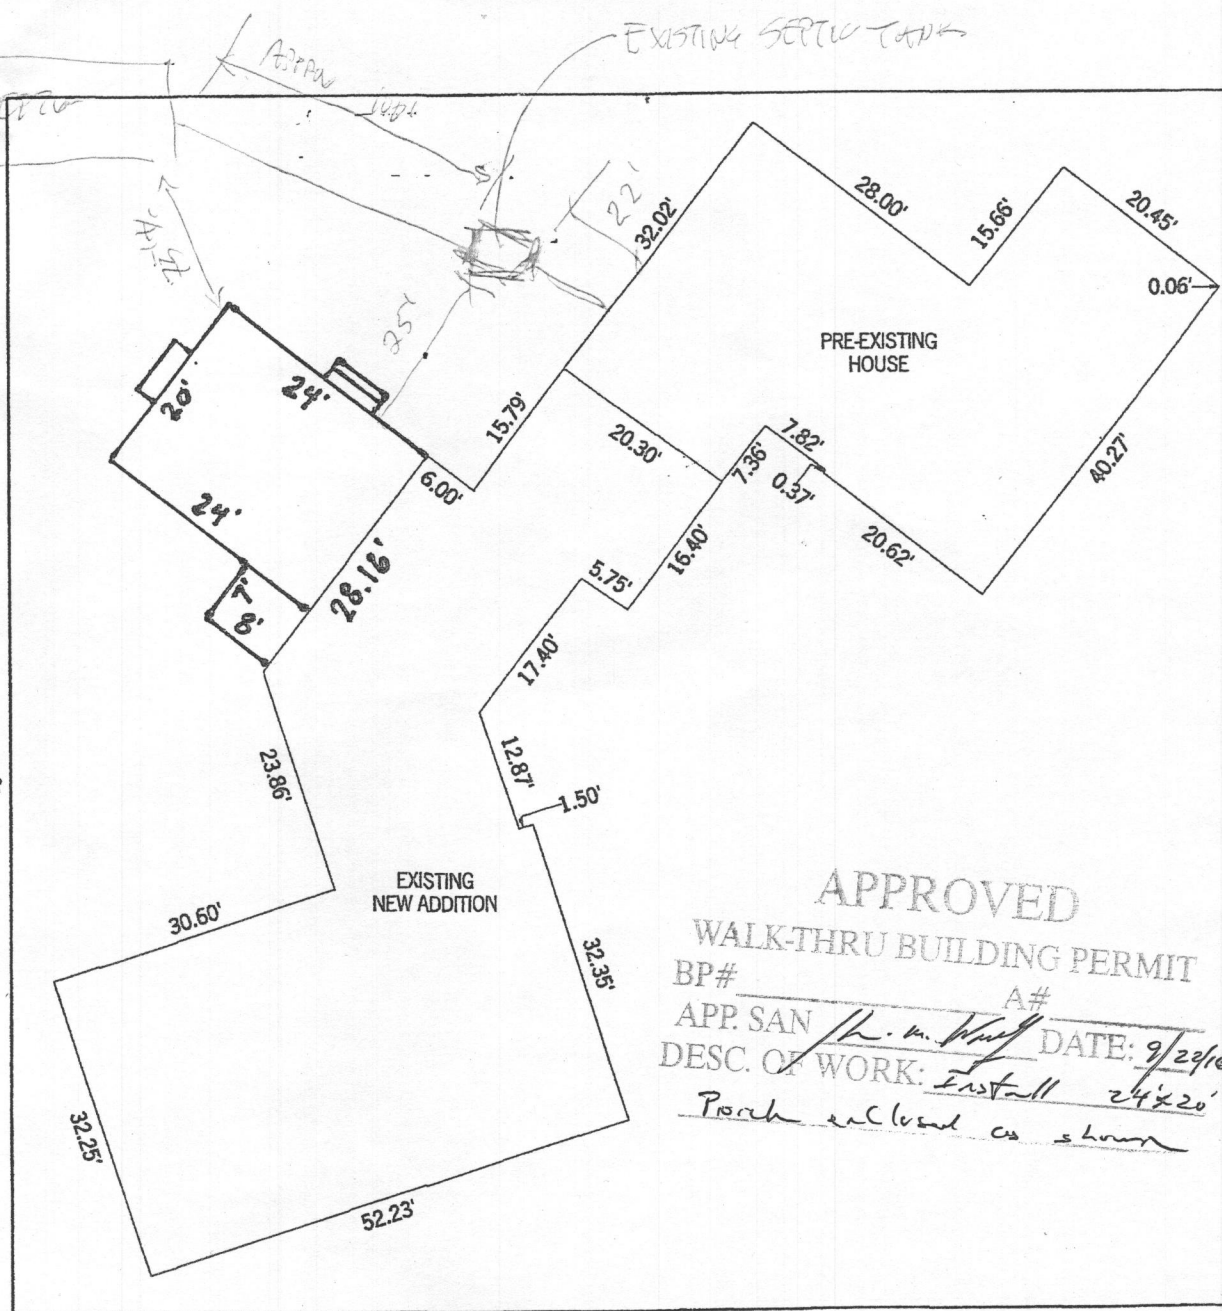 EXISTING SEPTIC TANK
APPROX
22'
25'
32.02'
28.00'
15.66'
20.45'
0.06'
PRE-EXISTING
HOUSE
20'
24'
15.79'
6.00'
20.30'
7.82'
7.36'
0.37'
40.27'
24'
28.18'
16.40'
20.62'
5.75'
7'
8'
17.40'
23.86'
12.87'
1.50'
EXISTING
NEW ADDITION
30.60'
32.35'
32.25'
52.23'
APPROVED
WALK-THRU BUILDING PERMIT
BP# A#
APP. SAN DATE: 9/22/16
DESC. OF WORK: Install 24'x20'
Porch enclosed as shown